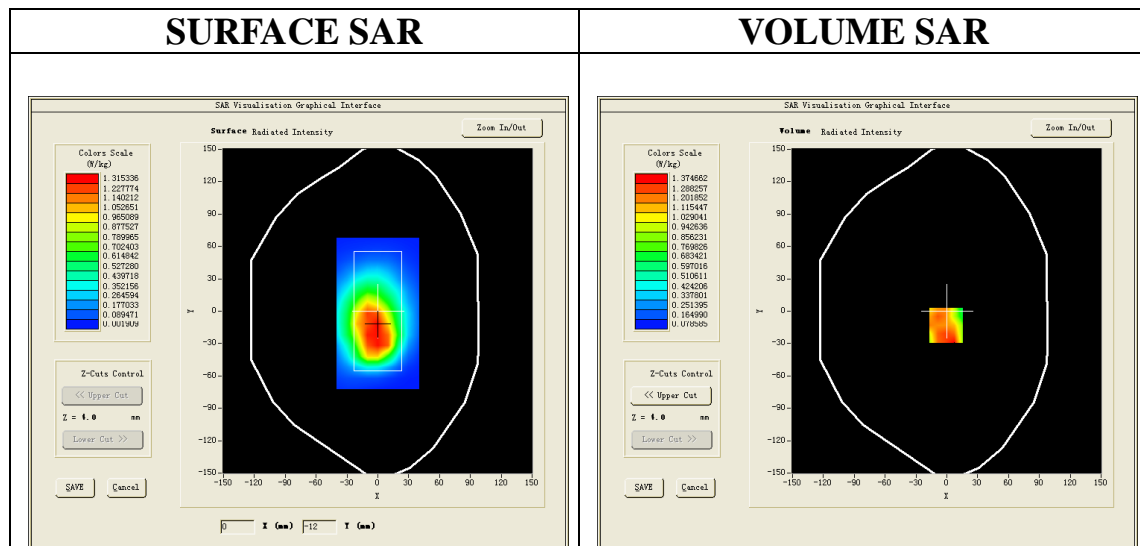 SURFACE SAR
VOLUME SAR
SAR Visualisation Graphical Interface
Surface Radiated Intensity
Zoom In/Out
Colors Scale
(W/kg)
1.315336
1.227774
1.140212
1.052651
0.965089
0.877527
0.789965
0.702403
0.614842
0.527280
0.439718
0.352156
0.264594
0.177033
0.089471
0.001909
150
120
90
60
30
0
-30
-60
-90
-120
-150
Y
-150 -120 -90 -60 -30 0 30 60 90 120 150
X
Z-Cuts Control
<< Upper Cut
Z = 4.0 mm
Lower Cut >>
SAVE Cancel
0 X (mm) -12 Y (mm)
SAR Visualisation Graphical Interface
Volume Radiated Intensity
Zoom In/Out
Colors Scale
(W/kg)
1.374662
1.288257
1.201852
1.115447
1.029041
0.942636
0.856231
0.769826
0.683421
0.597016
0.510611
0.424206
0.337801
0.251395
0.164990
0.078585
150
120
90
60
30
0
-30
-60
-90
-120
-150
Y
-150 -120 -90 -60 -30 0 30 60 90 120 150
X
Z-Cuts Control
<< Upper Cut
Z = 4.0 mm
Lower Cut >>
SAVE Cancel